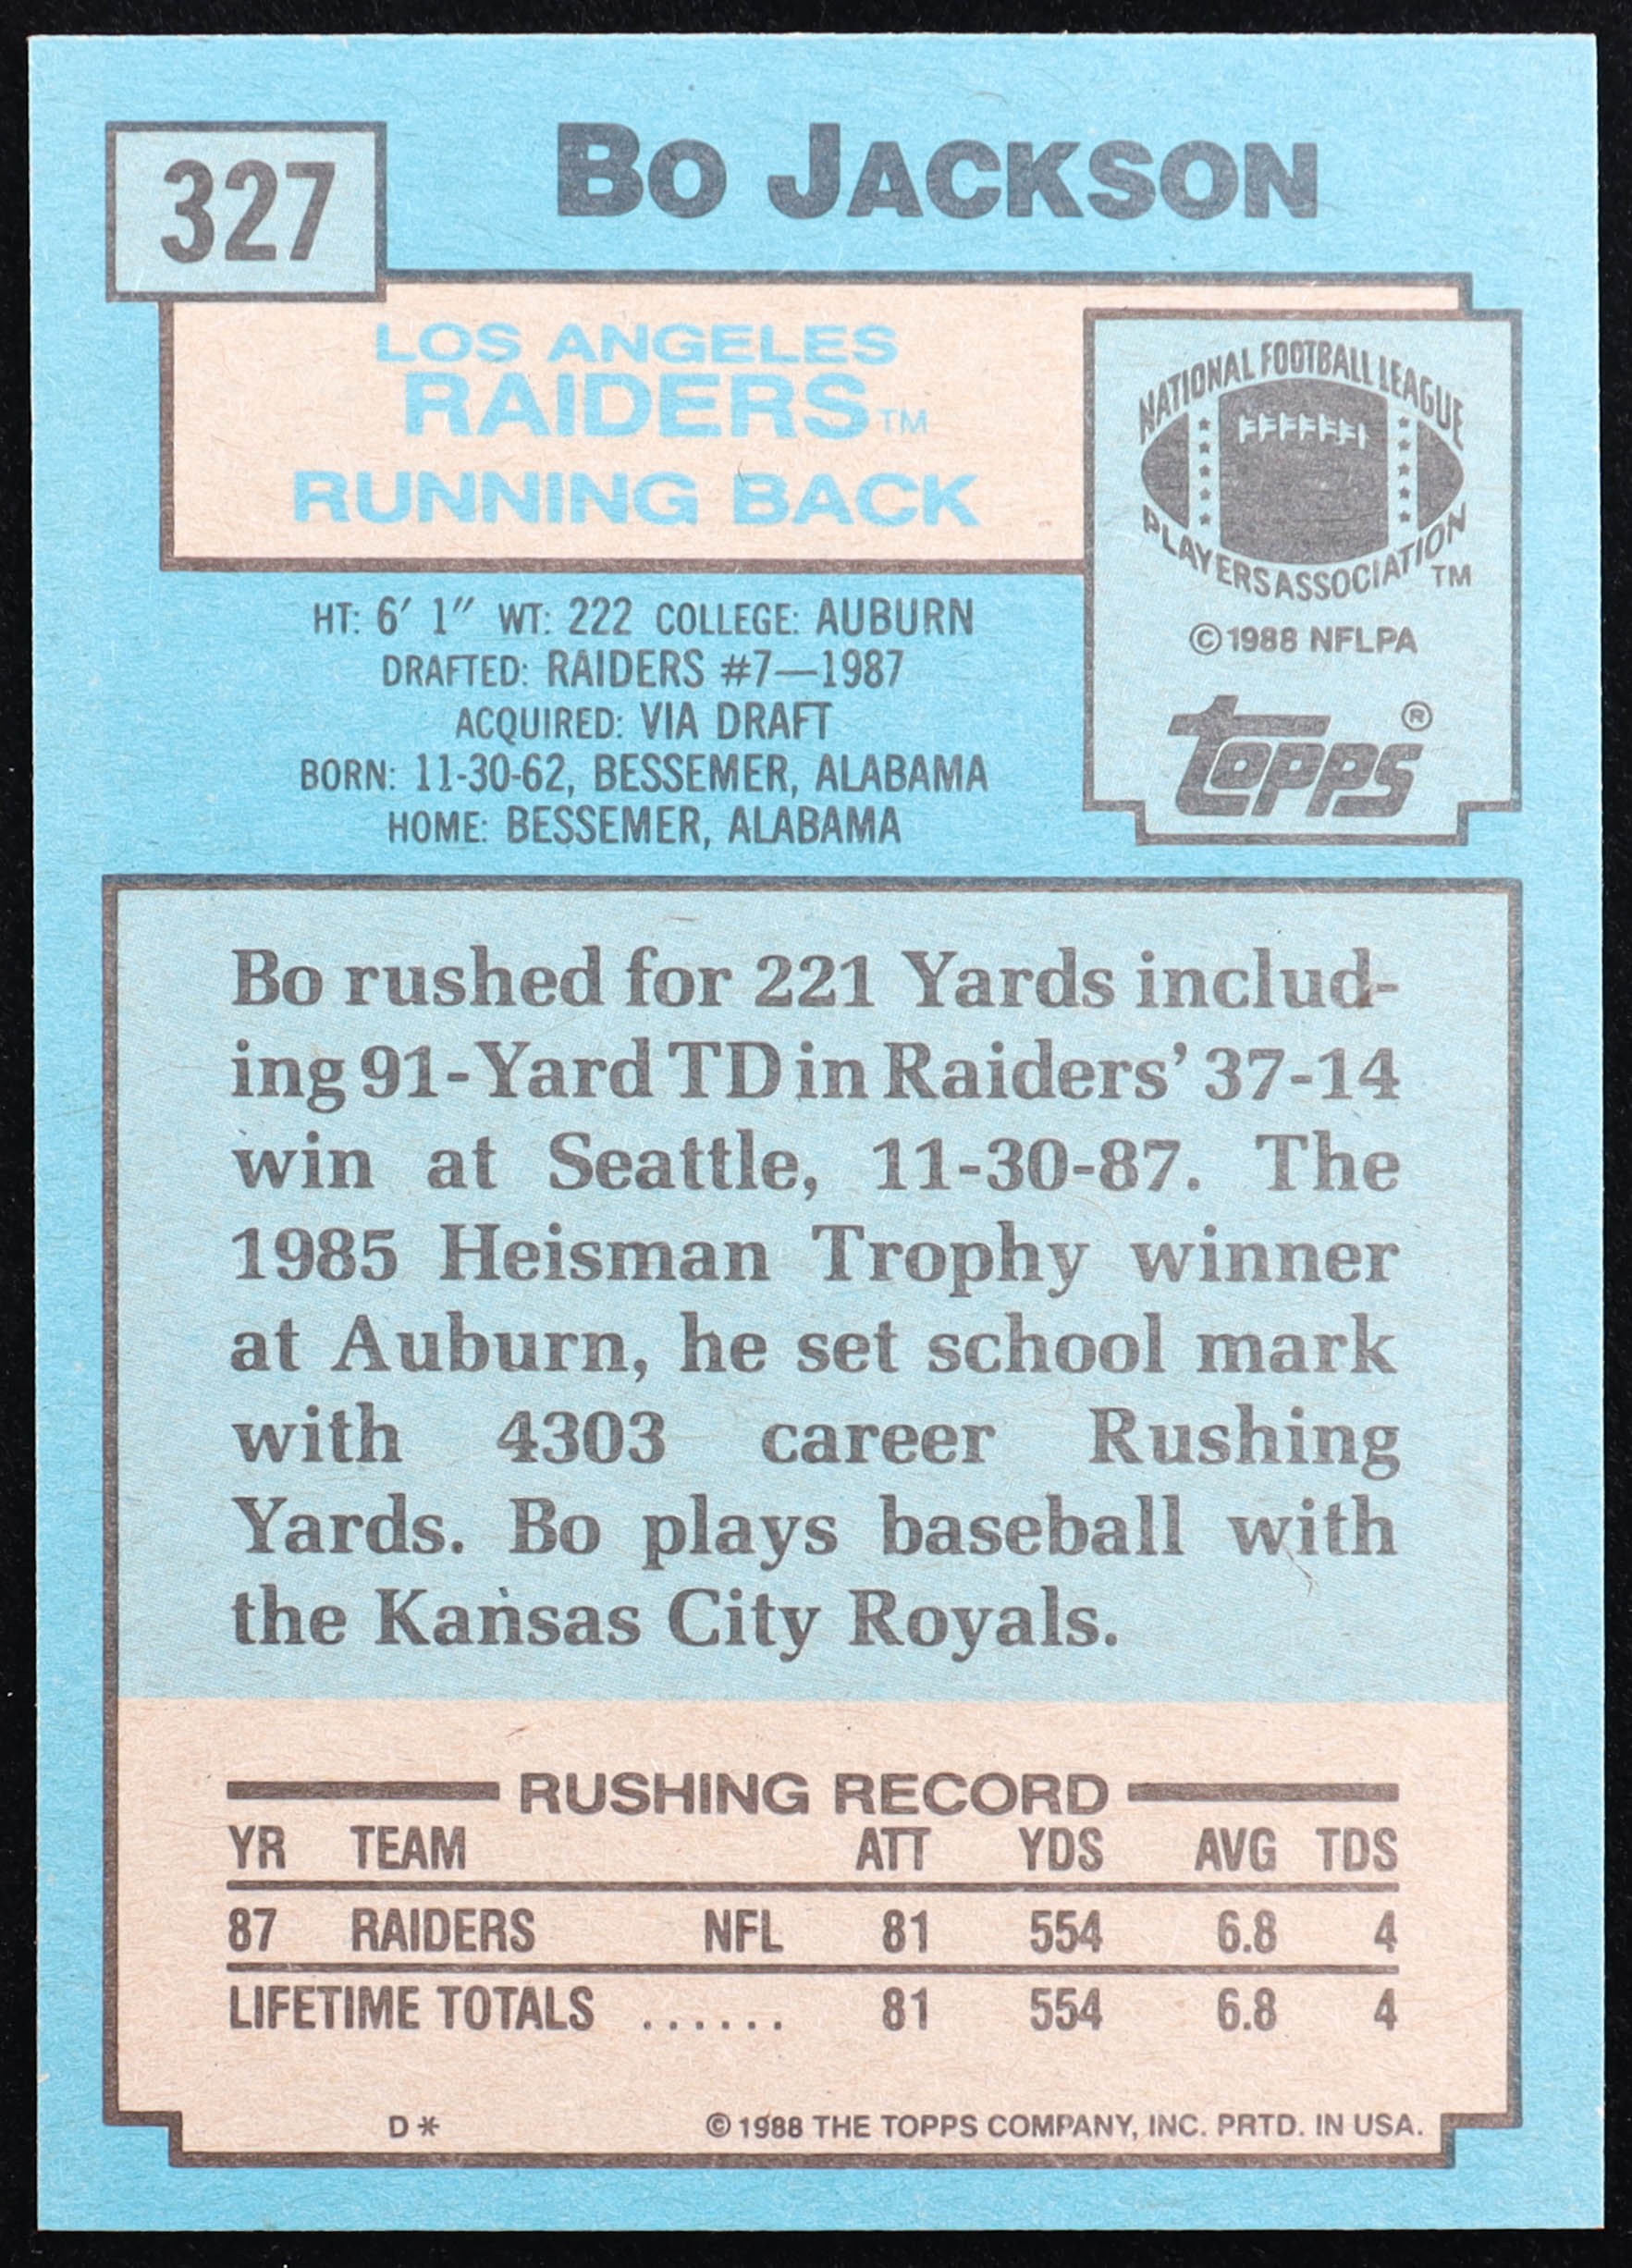 327
BO JACKSON
LOS ANGELES
RAIDERS™
RUNNING BACK
NATIONAL FOOTBALL LEAGUE
PLAYERS ASSOCIATION™
©1988 NFLPA
topps®
HT: 6' 1" WT: 222 COLLEGE: AUBURN
DRAFTED: RAIDERS #7—1987
ACQUIRED: VIA DRAFT
BORN: 11-30-62, BESSEMER, ALABAMA
HOME: BESSEMER, ALABAMA
Bo rushed for 221 Yards includ-
ing 91-Yard TD in Raiders' 37-14
win at Seattle, 11-30-87. The
1985 Heisman Trophy winner
at Auburn, he set school mark
with 4303 career Rushing
Yards. Bo plays baseball with
the Kansas City Royals.
RUSHING RECORD
YR TEAM ATT YDS AVG TDS
87 RAIDERS NFL 81 554 6.8 4
LIFETIME TOTALS ...... 81 554 6.8 4
D* © 1988 THE TOPPS COMPANY, INC. PRTD. IN USA.